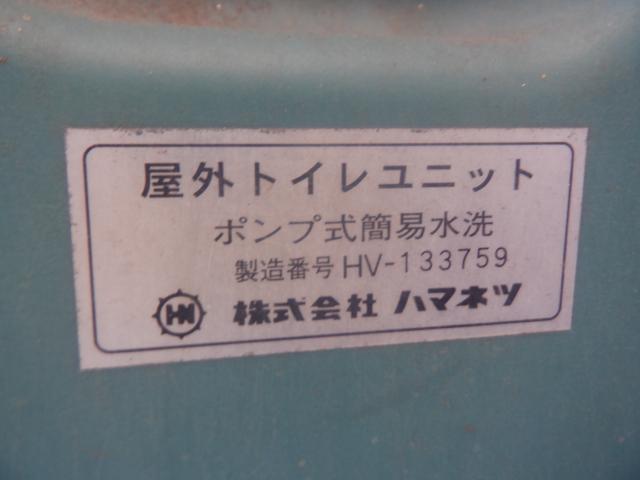 屋外トイレユニット
ポンプ式簡易水洗
製造番号 HV-133759
HN 株式会社 ハマネツ